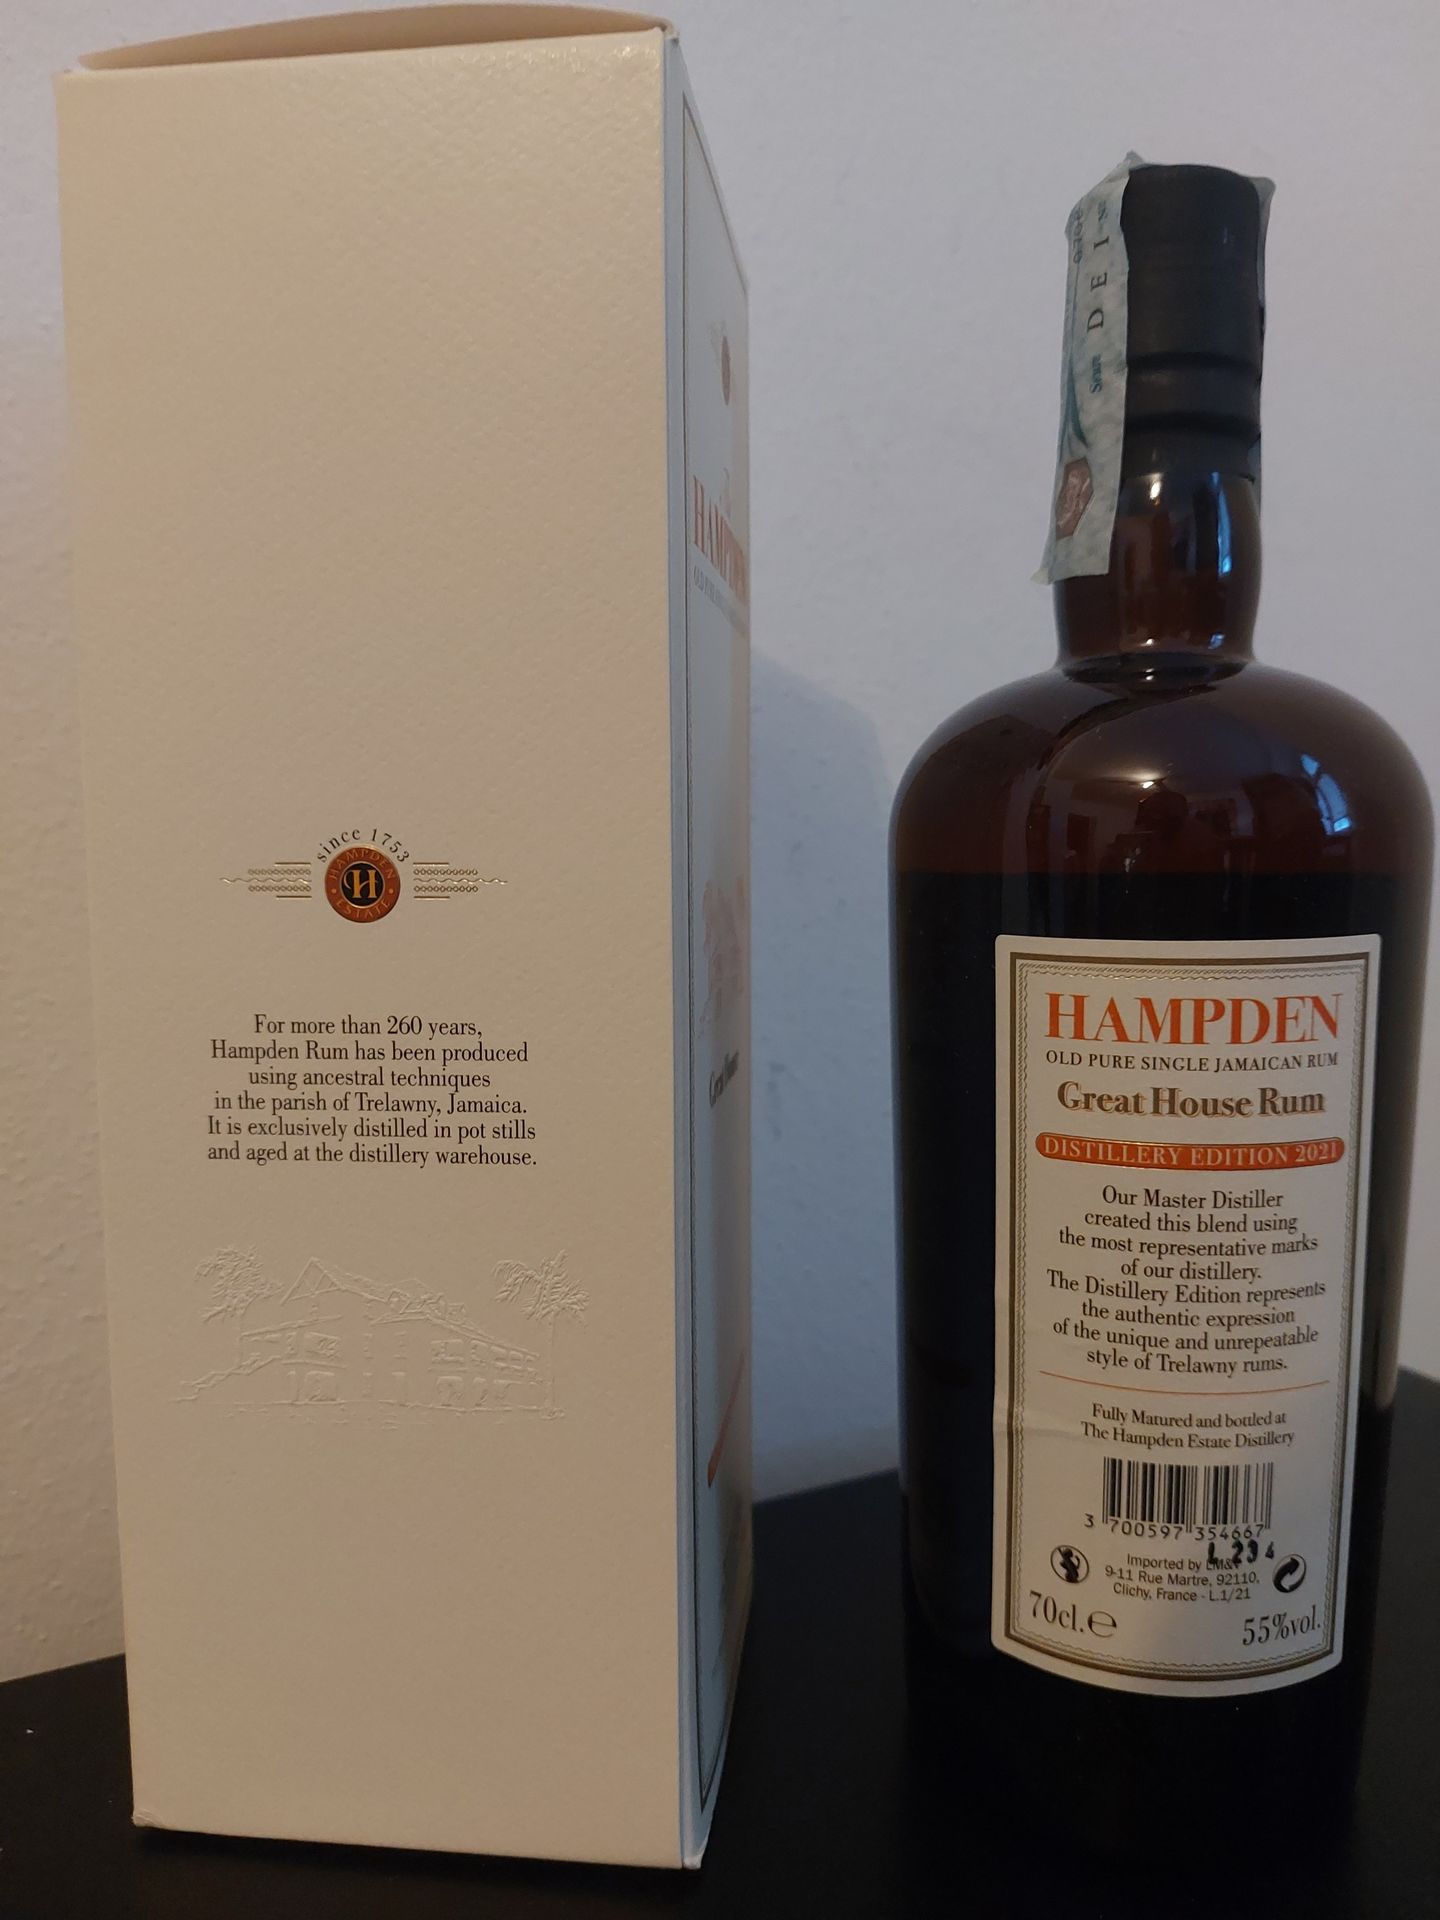 since 1753
HAMPDEN
H
ESTATE
For more than 260 years,
Hampden Rum has been produced
using ancestral techniques
in the parish of Trelawny, Jamaica.
It is exclusively distilled in pot stills
and aged at the distillery warehouse.
HAMPDEN
Great House
DEI
HAMPDEN
OLD PURE SINGLE JAMAICAN RUM
Great House Rum
DISTILLERY EDITION 2021
Our Master Distiller
created this blend using
the most representative marks
of our distillery.
The Distillery Edition represents
the authentic expression
of the unique and unrepeatable
style of Trelawny rums.
Fully Matured and bottled at
The Hampden Estate Distillery
3 700597 354667
L 234
Imported by LM&V
9-11 Rue Martre, 92110,
Clichy, France - L.1/21
70cl.e
55%vol.